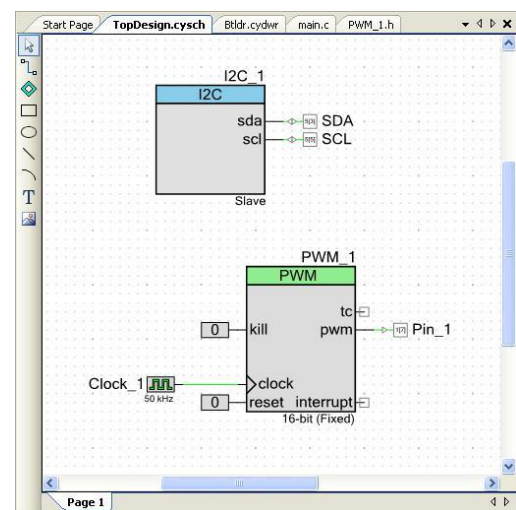 Start Page TopDesign.cysch Btldr.cydwr main.c PWM_1.h
I2C_1
I2C
sda SDA
scl SCL
Slave
PWM_1
PWM
tc
0 kill pwm Pin_1
Clock_1 clock
50 kHz
0 reset interrupt
16-bit (Fixed)
T
Page 1